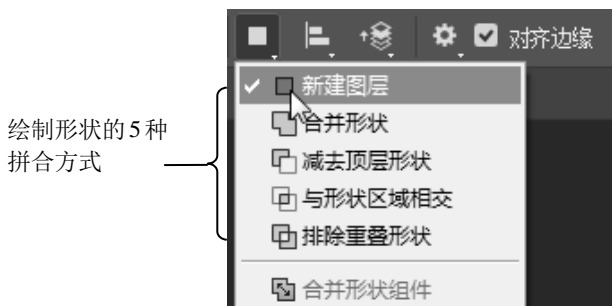 对齐边缘
新建图层
合并形状
减去顶层形状
与形状区域相交
排除重叠形状
合并形状组件
绘制形状的5种
拼合方式